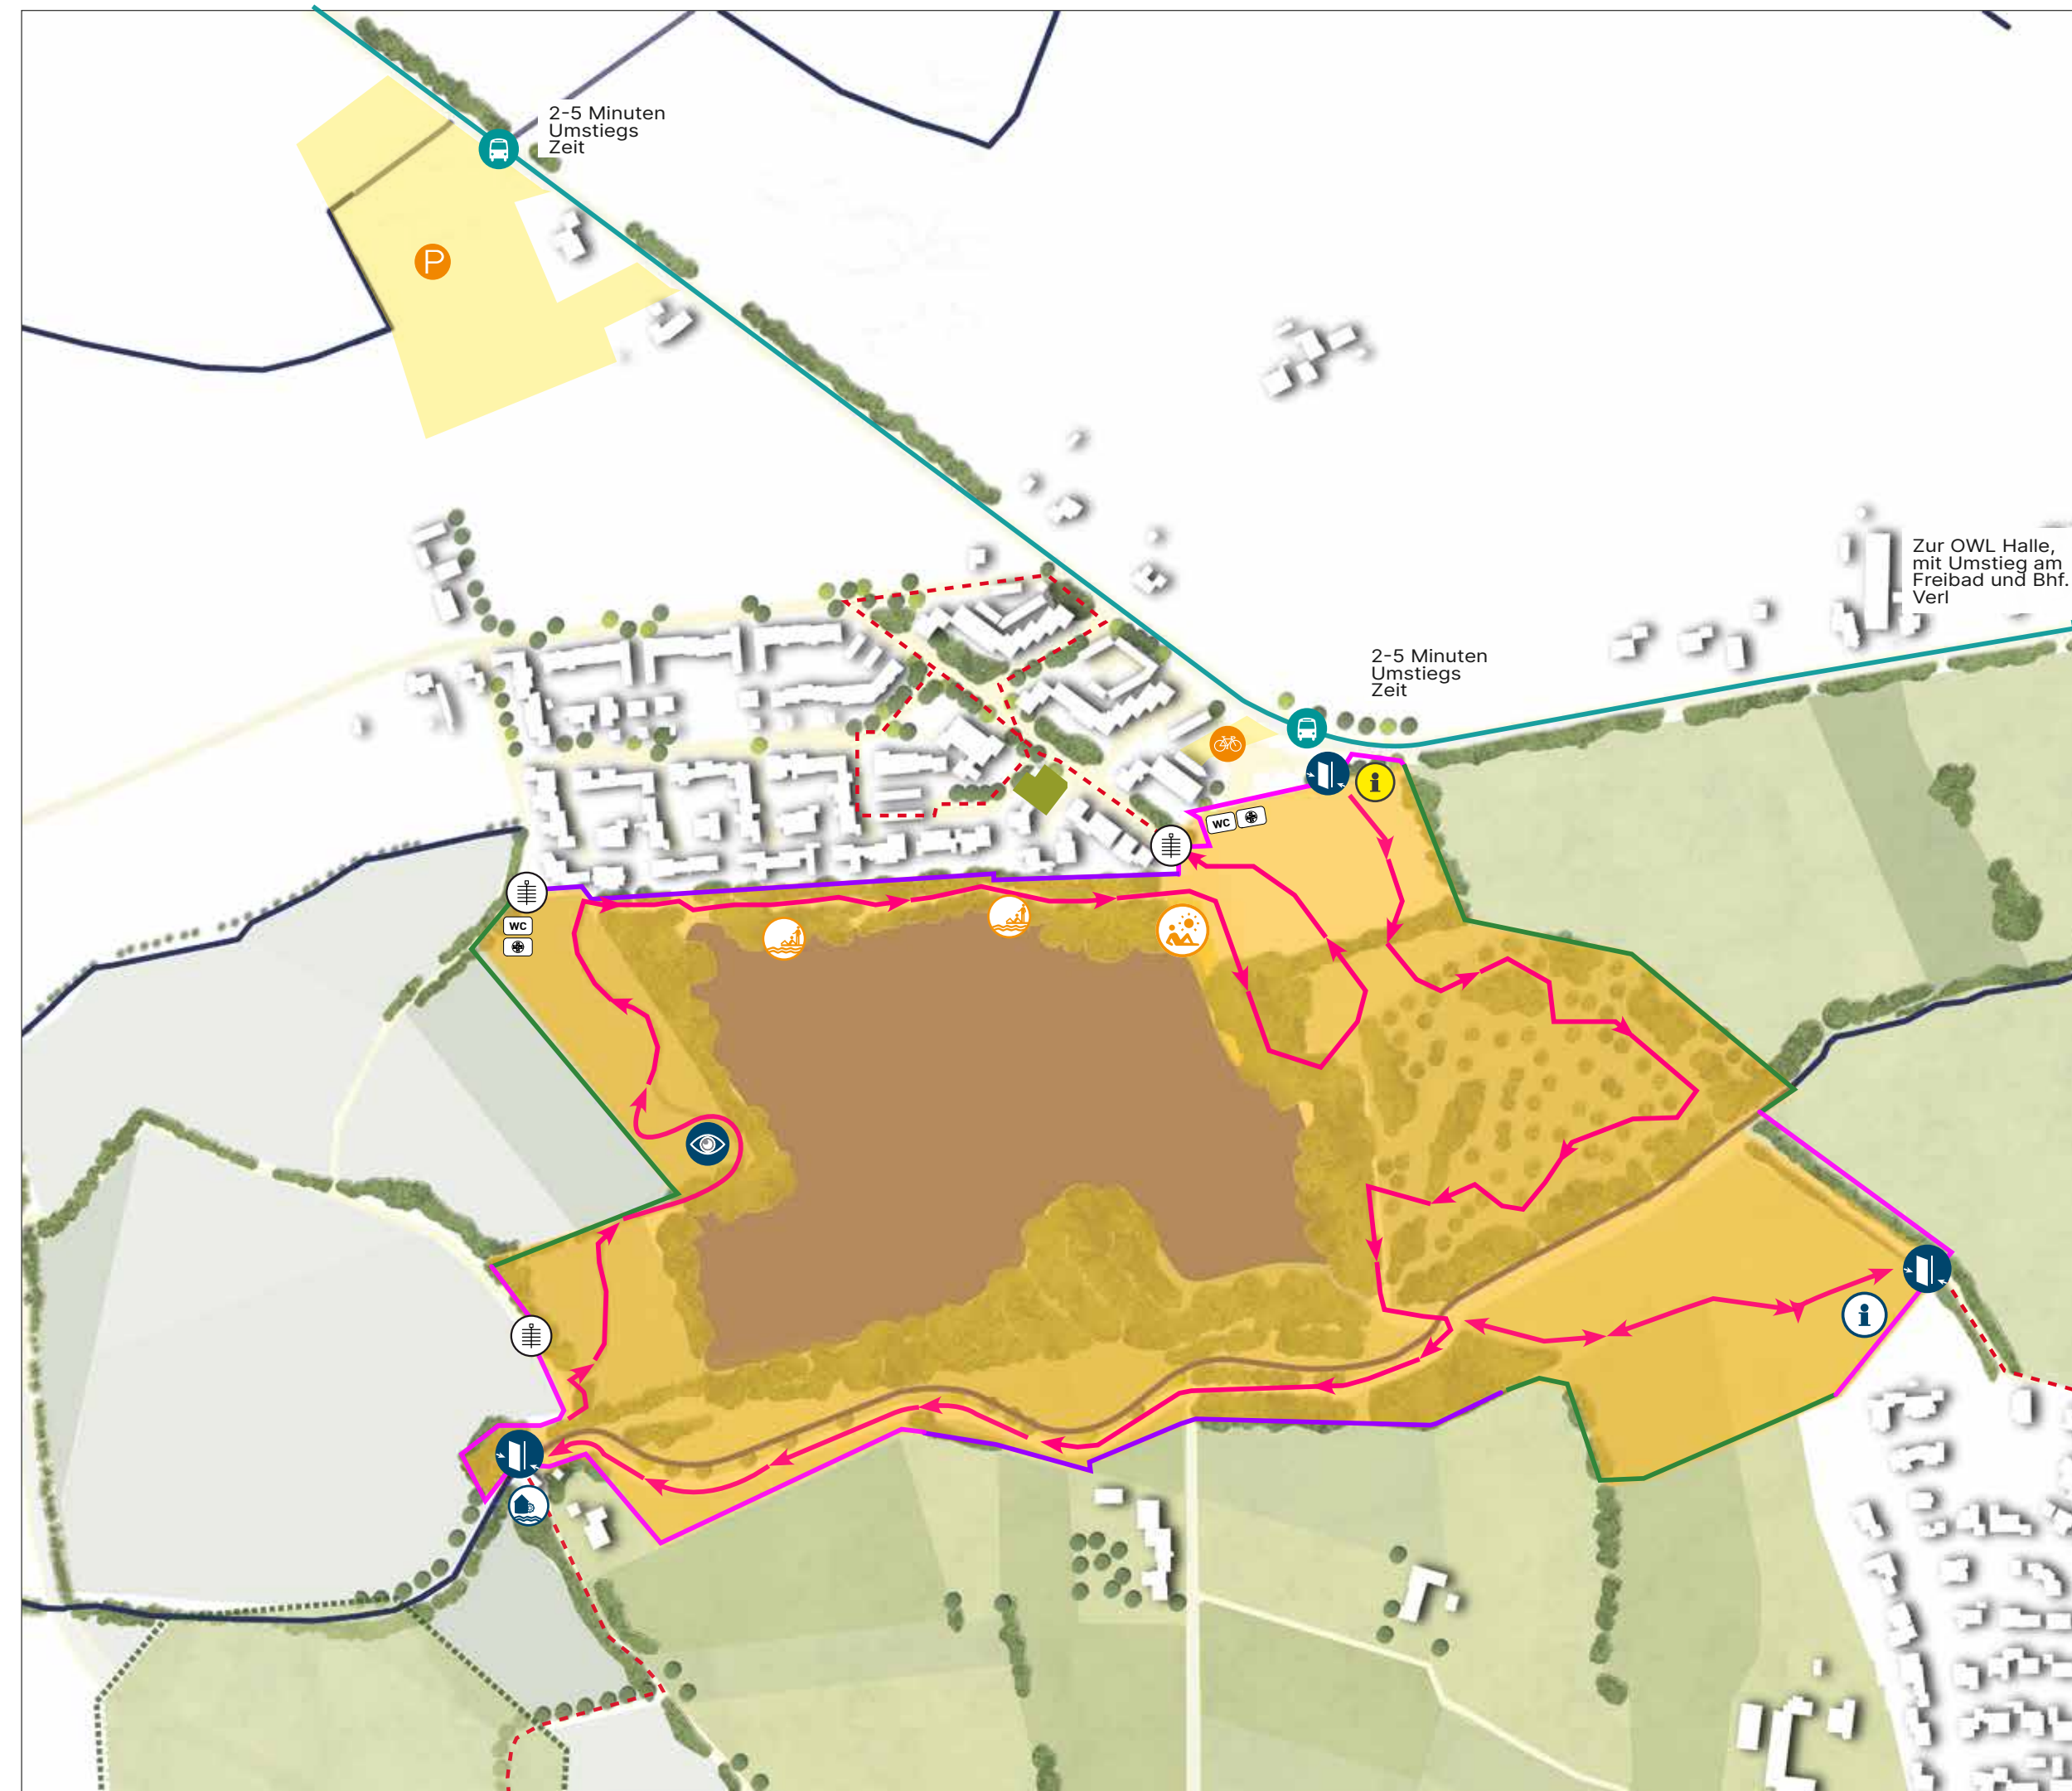 2-5 Minuten
Umstiegs
Zeit
P
Zur OWL Halle,
mit Umstieg am
Freibad und Bhf.
Verl
2-5 Minuten
Umstiegs
Zeit
i
WC
WC
i